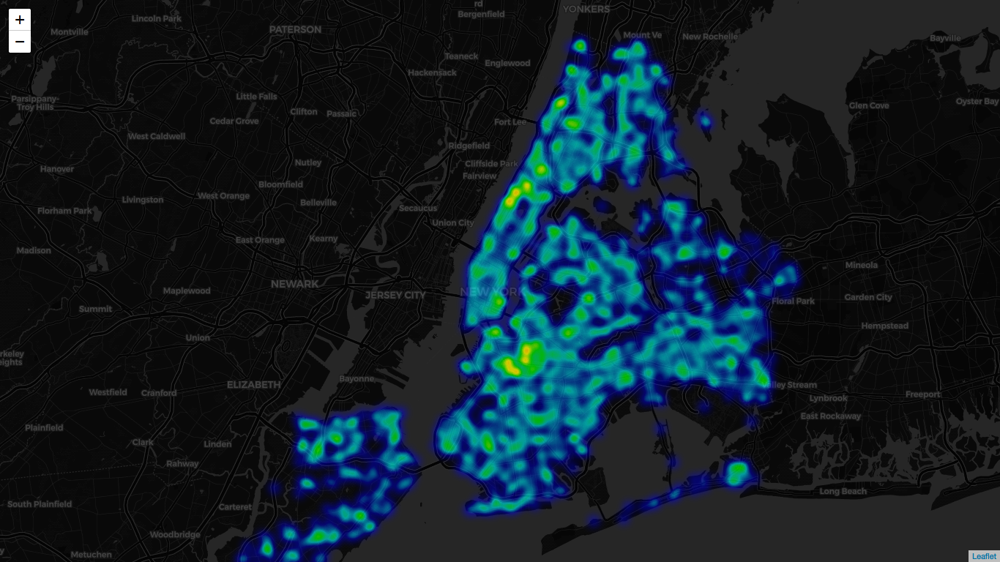 +
−
rd
Bergenfield
YONKERS
Lincoln Park
Montville
PATERSON
Mount Ve
New Rochelle
Bayville
Teaneck
Englewood
Hackensack
Parsippany-
Troy Hills
Little Falls
Clifton
Passaic
Cedar Grove
Fort Lee
Glen Cove
Oyster Bay
West Caldwell
Ridgefield
Nutley
Cliffside Park
Hanover
Fairview
Bloomfield
West Orange
Livingston
Belleville
Florham Park
Secaucus
Union City
East Orange
Kearny
Madison
Mineola
NEWARK
Maplewood
JERSEY CITY
NEW YORK
Garden City
Floral Park
Summit
Hempstead
Union
rkeley
eights
Bayonne
ELIZABETH
Valley Stream
Westfield
Cranford
Lynbrook
Freeport
East Rockaway
Plainfield
Clark
Linden
Rahway
Long Beach
South Plainfield
Carteret
Woodbridge
y
Metuchen
Leaflet